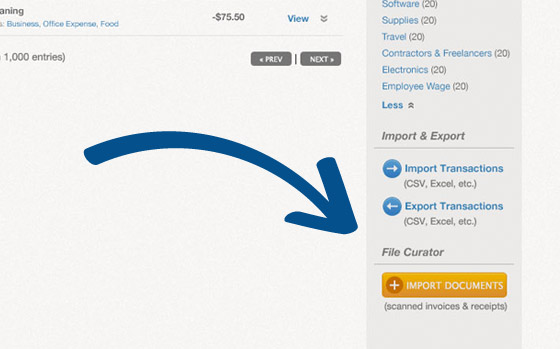 aning
-$75.50
View
s: Business, Office Expense, Food
1,000 entries)
« PREV | NEXT »
Software (20)
Supplies (20)
Travel (20)
Contractors & Freelancers (20)
Electronics (20)
Employee Wage (20)
Less
Import & Export
Import Transactions
(CSV, Excel, etc.)
Export Transactions
(CSV, Excel, etc.)
File Curator
IMPORT DOCUMENTS
(scanned invoices & receipts)